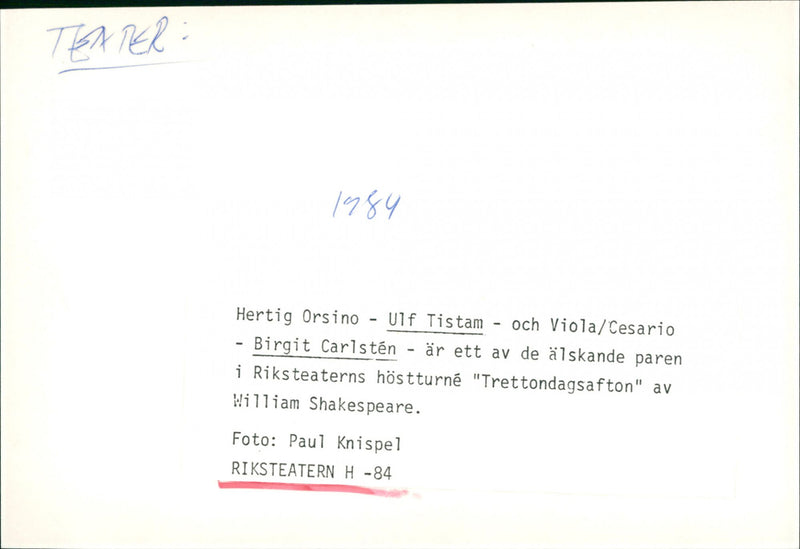 TEATER:
1984
Hertig Orsino - Ulf Tistam - och Viola/Cesario
- Birgit Carlstén - är ett av de älskande paren
i Riksteaterns höstturné "Trettondagsafton" av
William Shakespeare.
Foto: Paul Knispel
RIKSTEATERN H -84